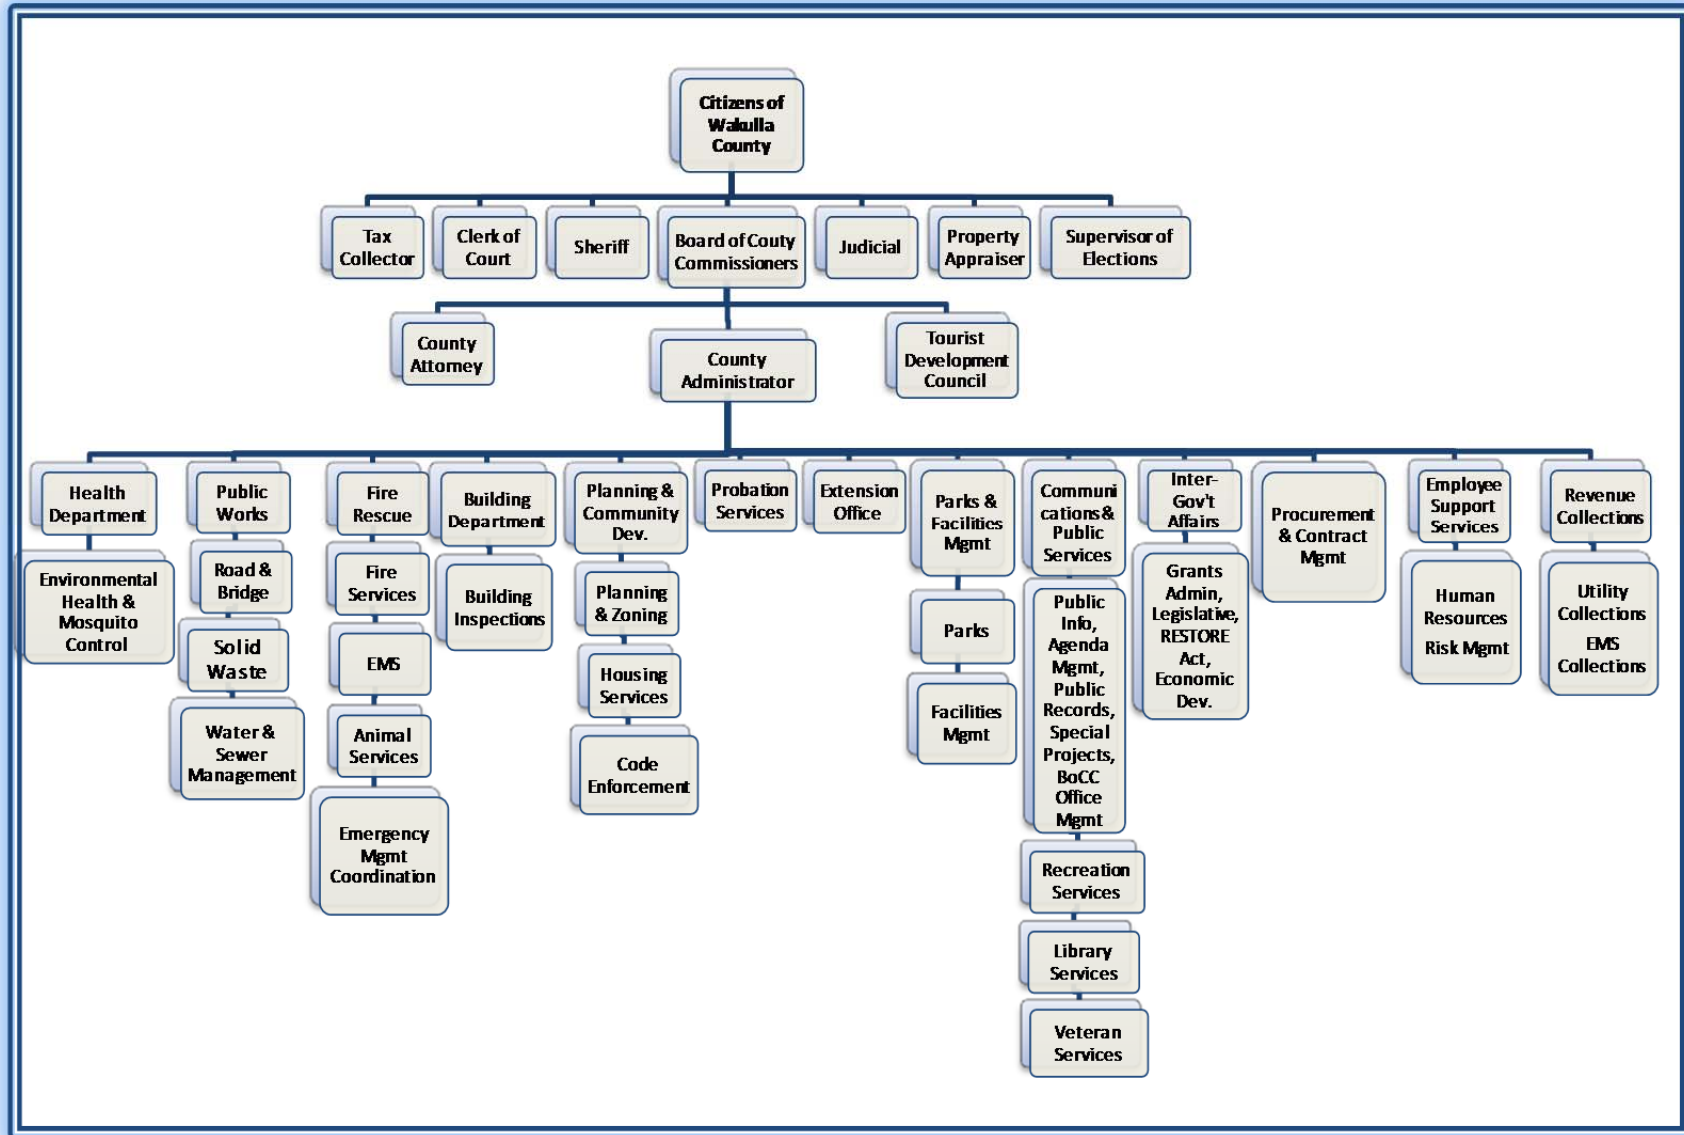 Citizens of
Wakulla
County
Tax
Collector
Clerk of
Court
Sheriff
Board of Couty
Commissioners
Judicial
Property
Appraiser
Supervisor of
Elections
County
Attorney
County
Administrator
Tourist
Development
Council
Health
Department
Public
Works
Fire
Rescue
Building
Department
Planning &
Community
Dev.
Probation
Services
Extension
Office
Parks &
Facilities
Mgmt
Communi
cations &
Public
Services
Inter-
Gov't
Affairs
Procurement
& Contract
Mgmt
Employee
Support
Services
Revenue
Collections
Environmental
Health &
Mosquito
Control
Road &
Bridge
Solid
Waste
Water &
Sewer
Management
Fire
Services
EMS
Animal
Services
Emergency
Mgmt
Coordination
Building
Inspections
Planning
& Zoning
Housing
Services
Code
Enforcement
Parks
Facilities
Mgmt
Public
Info,
Agenda
Mgmt,
Public
Records,
Special
Projects,
BoCC
Office
Mgmt
Recreation
Services
Library
Services
Veteran
Services
Grants
Admin,
Legislative,
RESTORE
Act,
Economic
Dev.
Human
Resources
Risk Mgmt
Utility
Collections
EMS
Collections